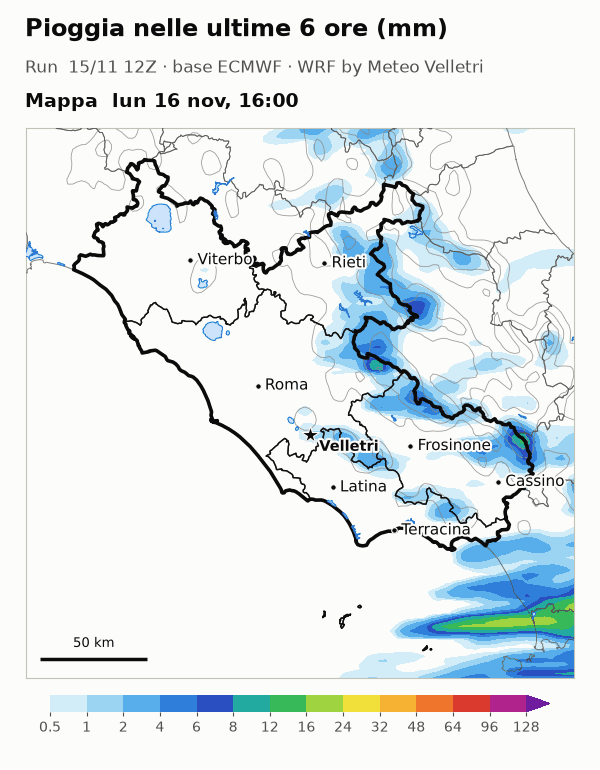 Pioggia nelle ultime 6 ore (mm)
Run 15/11 12Z · base ECMWF · WRF by Meteo Velletri
Mappa lun 16 nov, 16:00
Viterbo
Rieti
Roma
Velletri
Frosinone
Latina
Cassino
Terracina
50 km
0.5 1 2 4 6 8 12 16 24 32 48 64 96 128